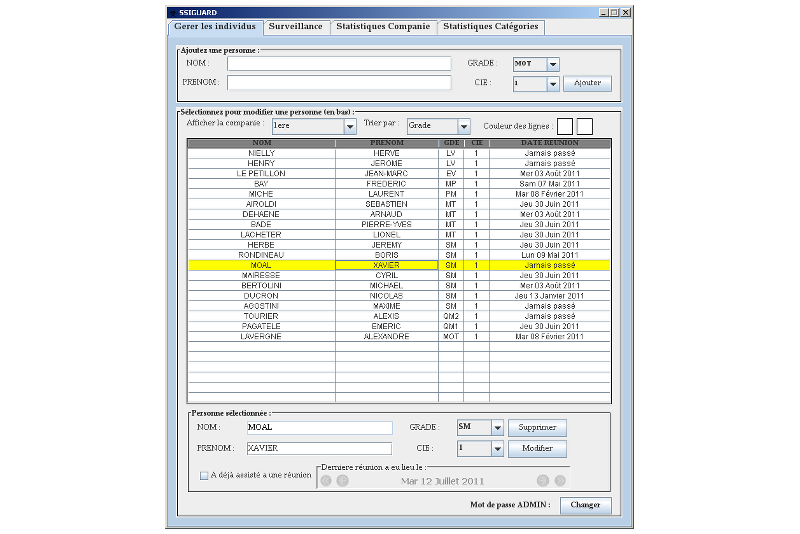 SSIGUARD
Gerer les individus Surveillance Statistiques Companie Statistiques Catégories
Ajoutez une personne :
NOM : GRADE : MOT
PRENOM : CIE : 1 Ajouter
Sélectionnez pour modifier une personne (en bas) :
Afficher la companie : 1ere Trier par : Grade Couleur des lignes :
NOM PRENOM GDE CIE DATE REUNION
NIELLY HERVE LV 1 Jamais passé
HENRY JEROME LV 1 Jamais passé
LE PETILLON JEAN-MARC EV 1 Mer 03 Août 2011
BAY FREDERIC MP 1 Sam 07 Mai 2011
MICHE LAURENT PM 1 Mar 08 Février 2011
AIROLDI SEBASTIEN MT 1 Jeu 30 Juin 2011
DEHAENE ARNAUD MT 1 Mer 03 Août 2011
BADE PIERRE-YVES MT 1 Jeu 30 Juin 2011
LACHETER LIONEL MT 1 Jeu 30 Juin 2011
HERBE JEREMY SM 1 Jeu 30 Juin 2011
RONDINEAU BORIS SM 1 Lun 09 Mai 2011
MOAL XAVIER SM 1 Jamais passé
MAIRESSE CYRIL SM 1 Jeu 30 Juin 2011
BERTOLINI MICHAEL SM 1 Mer 03 Août 2011
DUCRON NICOLAS SM 1 Jeu 13 Janvier 2011
AGOSTINI MAXIME SM 1 Jamais passé
TOURIER ALEXIS QM2 1 Jamais passé
PAGATELE EMERIC QM1 1 Jeu 30 Juin 2011
LAVERGNE ALEXANDRE MOT 1 Mar 08 Février 2011
Personne sélectionnée :
NOM : MOAL GRADE : SM Supprimer
PRENOM : XAVIER CIE : 1 Modifier
A déjà assisté a une réunion Derniere réunion a eu lieu le :
Mar 12 Juillet 2011
Mot de passe ADMIN : Changer